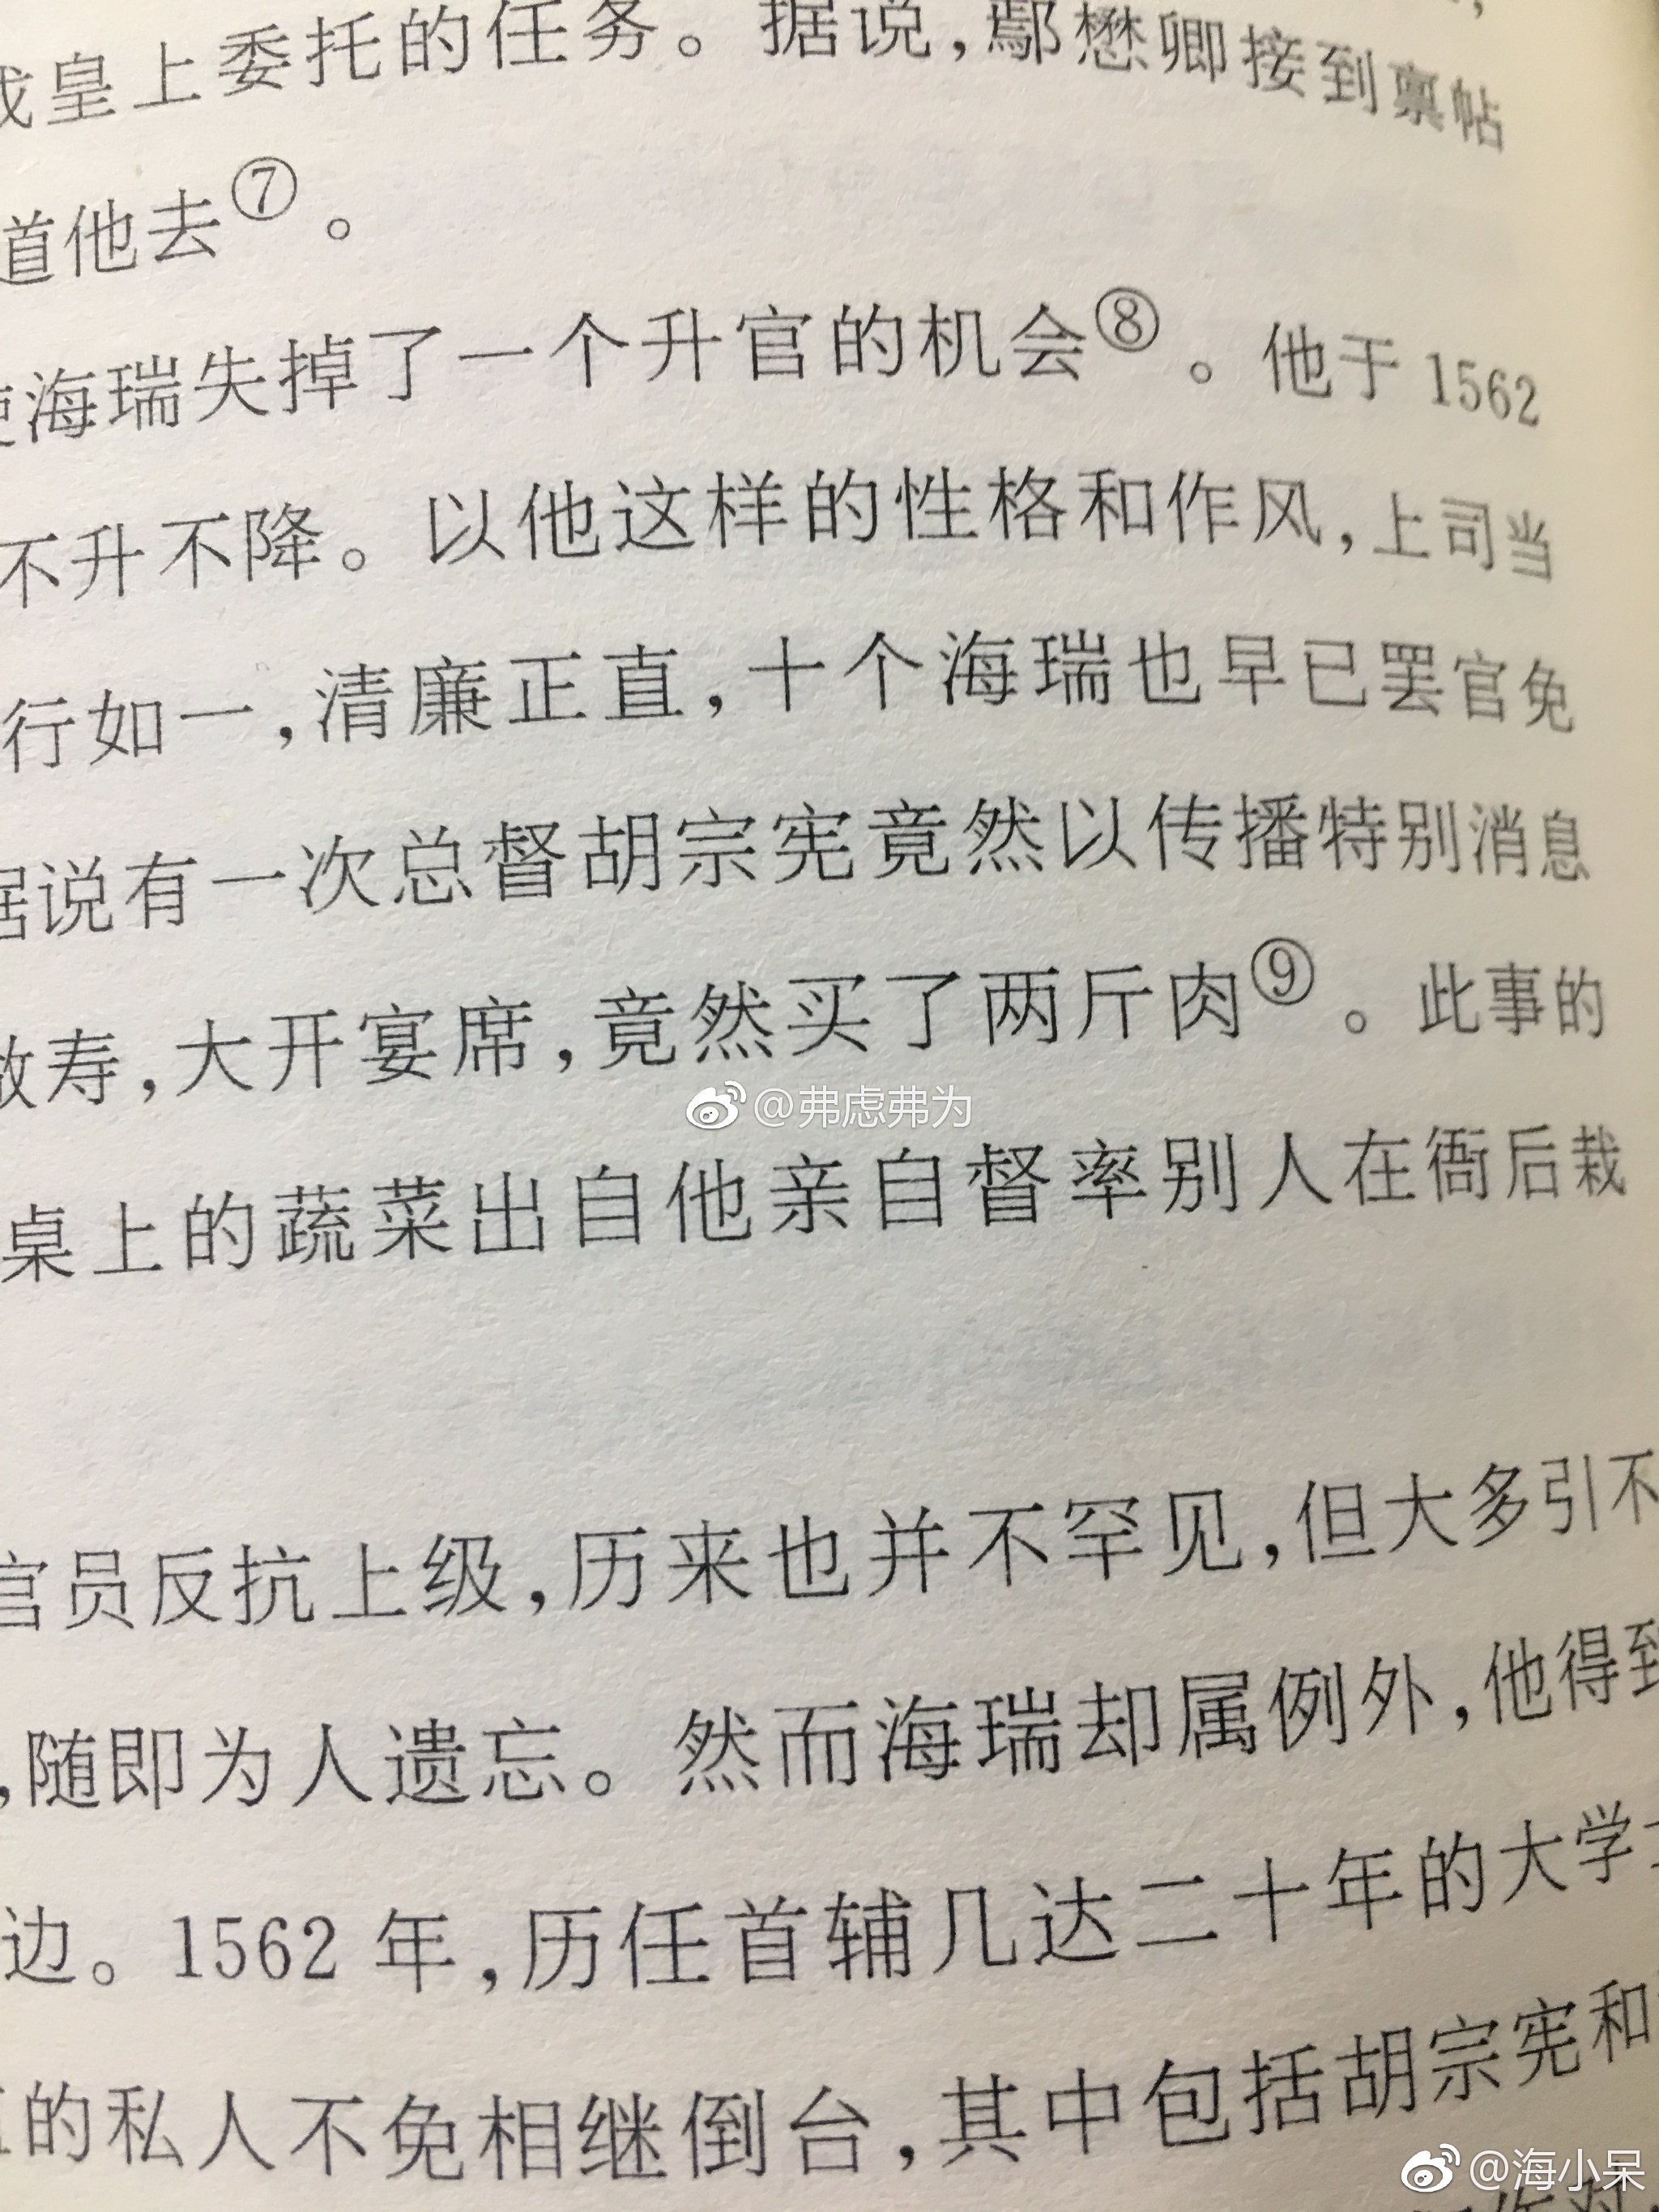 皇上委托的任务。据说,鄢懋卿接到禀帖
道他去⑦。
使海瑞失掉了一个升官的机会⑧。他于 1562
不升不降。以他这样的性格和作风,上司当
行如一,清廉正直,十个海瑞也早已罢官免
据说有一次总督胡宗宪竟然以传播特别消息
寿,大开宴席,竟然买了两斤肉⑨。此事的
@弗虑弗为
桌上的蔬菜出自他亲自督率别人在衙后栽
官员反抗上级,历来也并不罕见,但大多引不
,随即为人遗忘。然而海瑞却属例外,他得到
边。1562 年,历任首辅几达二十年的大学
的私人不免相继倒台,其中包括胡宗宪和
@海小呆